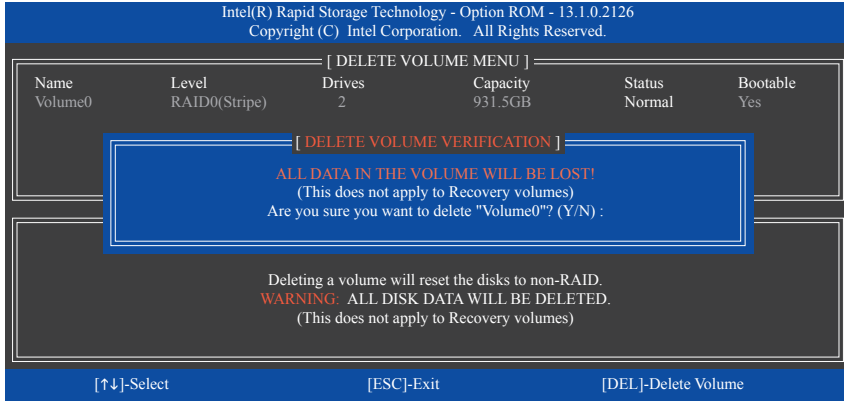 Intel(R) Rapid Storage Technology - Option ROM - 13.1.0.2126
Copyright (C) Intel Corporation. All Rights Reserved.
[ DELETE VOLUME MENU ]
Name Level Drives Capacity Status Bootable
Volume0 RAID0(Stripe) 2 931.5GB Normal Yes
[ DELETE VOLUME VERIFICATION ]
ALL DATA IN THE VOLUME WILL BE LOST!
(This does not apply to Recovery volumes)
Are you sure you want to delete "Volume0"? (Y/N) :
Deleting a volume will reset the disks to non-RAID.
WARNING: ALL DISK DATA WILL BE DELETED.
(This does not apply to Recovery volumes)
[↑↓]-Select [ESC]-Exit [DEL]-Delete Volume